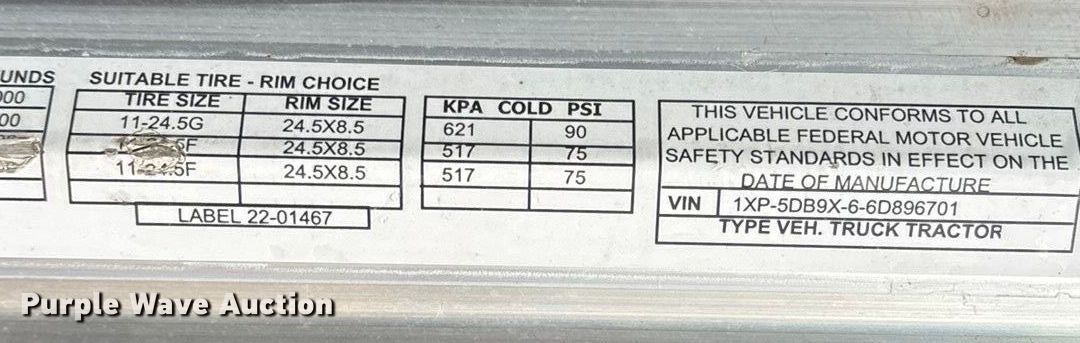 UNDS SUITABLE TIRE - RIM CHOICE
000 TIRE SIZE RIM SIZE KPA COLD PSI THIS VEHICLE CONFORMS TO ALL
00 11-24.5G 24.5X8.5 621 90 APPLICABLE FEDERAL MOTOR VEHICLE
24.5X8.5 517 75 SAFETY STANDARDS IN EFFECT ON THE
11-24.5F 24.5X8.5 517 75 DATE OF MANUFACTURE
VIN 1XP-5DB9X-6-6D896701
LABEL 22-01467 TYPE VEH. TRUCK TRACTOR
Purple Wave Auction